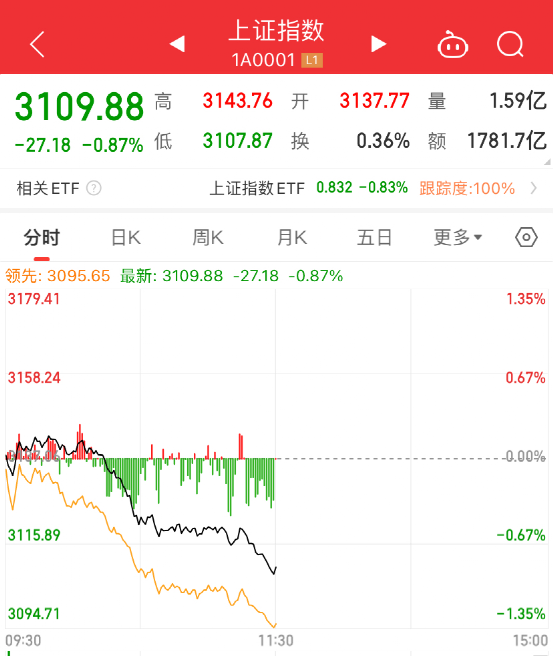 上证指数
1A0001 L1
3109.88 高 3143.76 开 3137.77 量 1.59亿
-27.18 -0.87% 低 3107.87 换 0.36% 额 1781.7亿
相关ETF ? 上证指数ETF 0.832 -0.83% 跟踪度:100%
分时 日K 周K 月K 五日 更多
领先: 3095.65 最新: 3109.88 -27.18 -0.87%
3179.41 1.35%
3158.24 0.67%
-0.00%
3115.89 -0.67%
3094.71 -1.35%
09:30 11:30 15:00